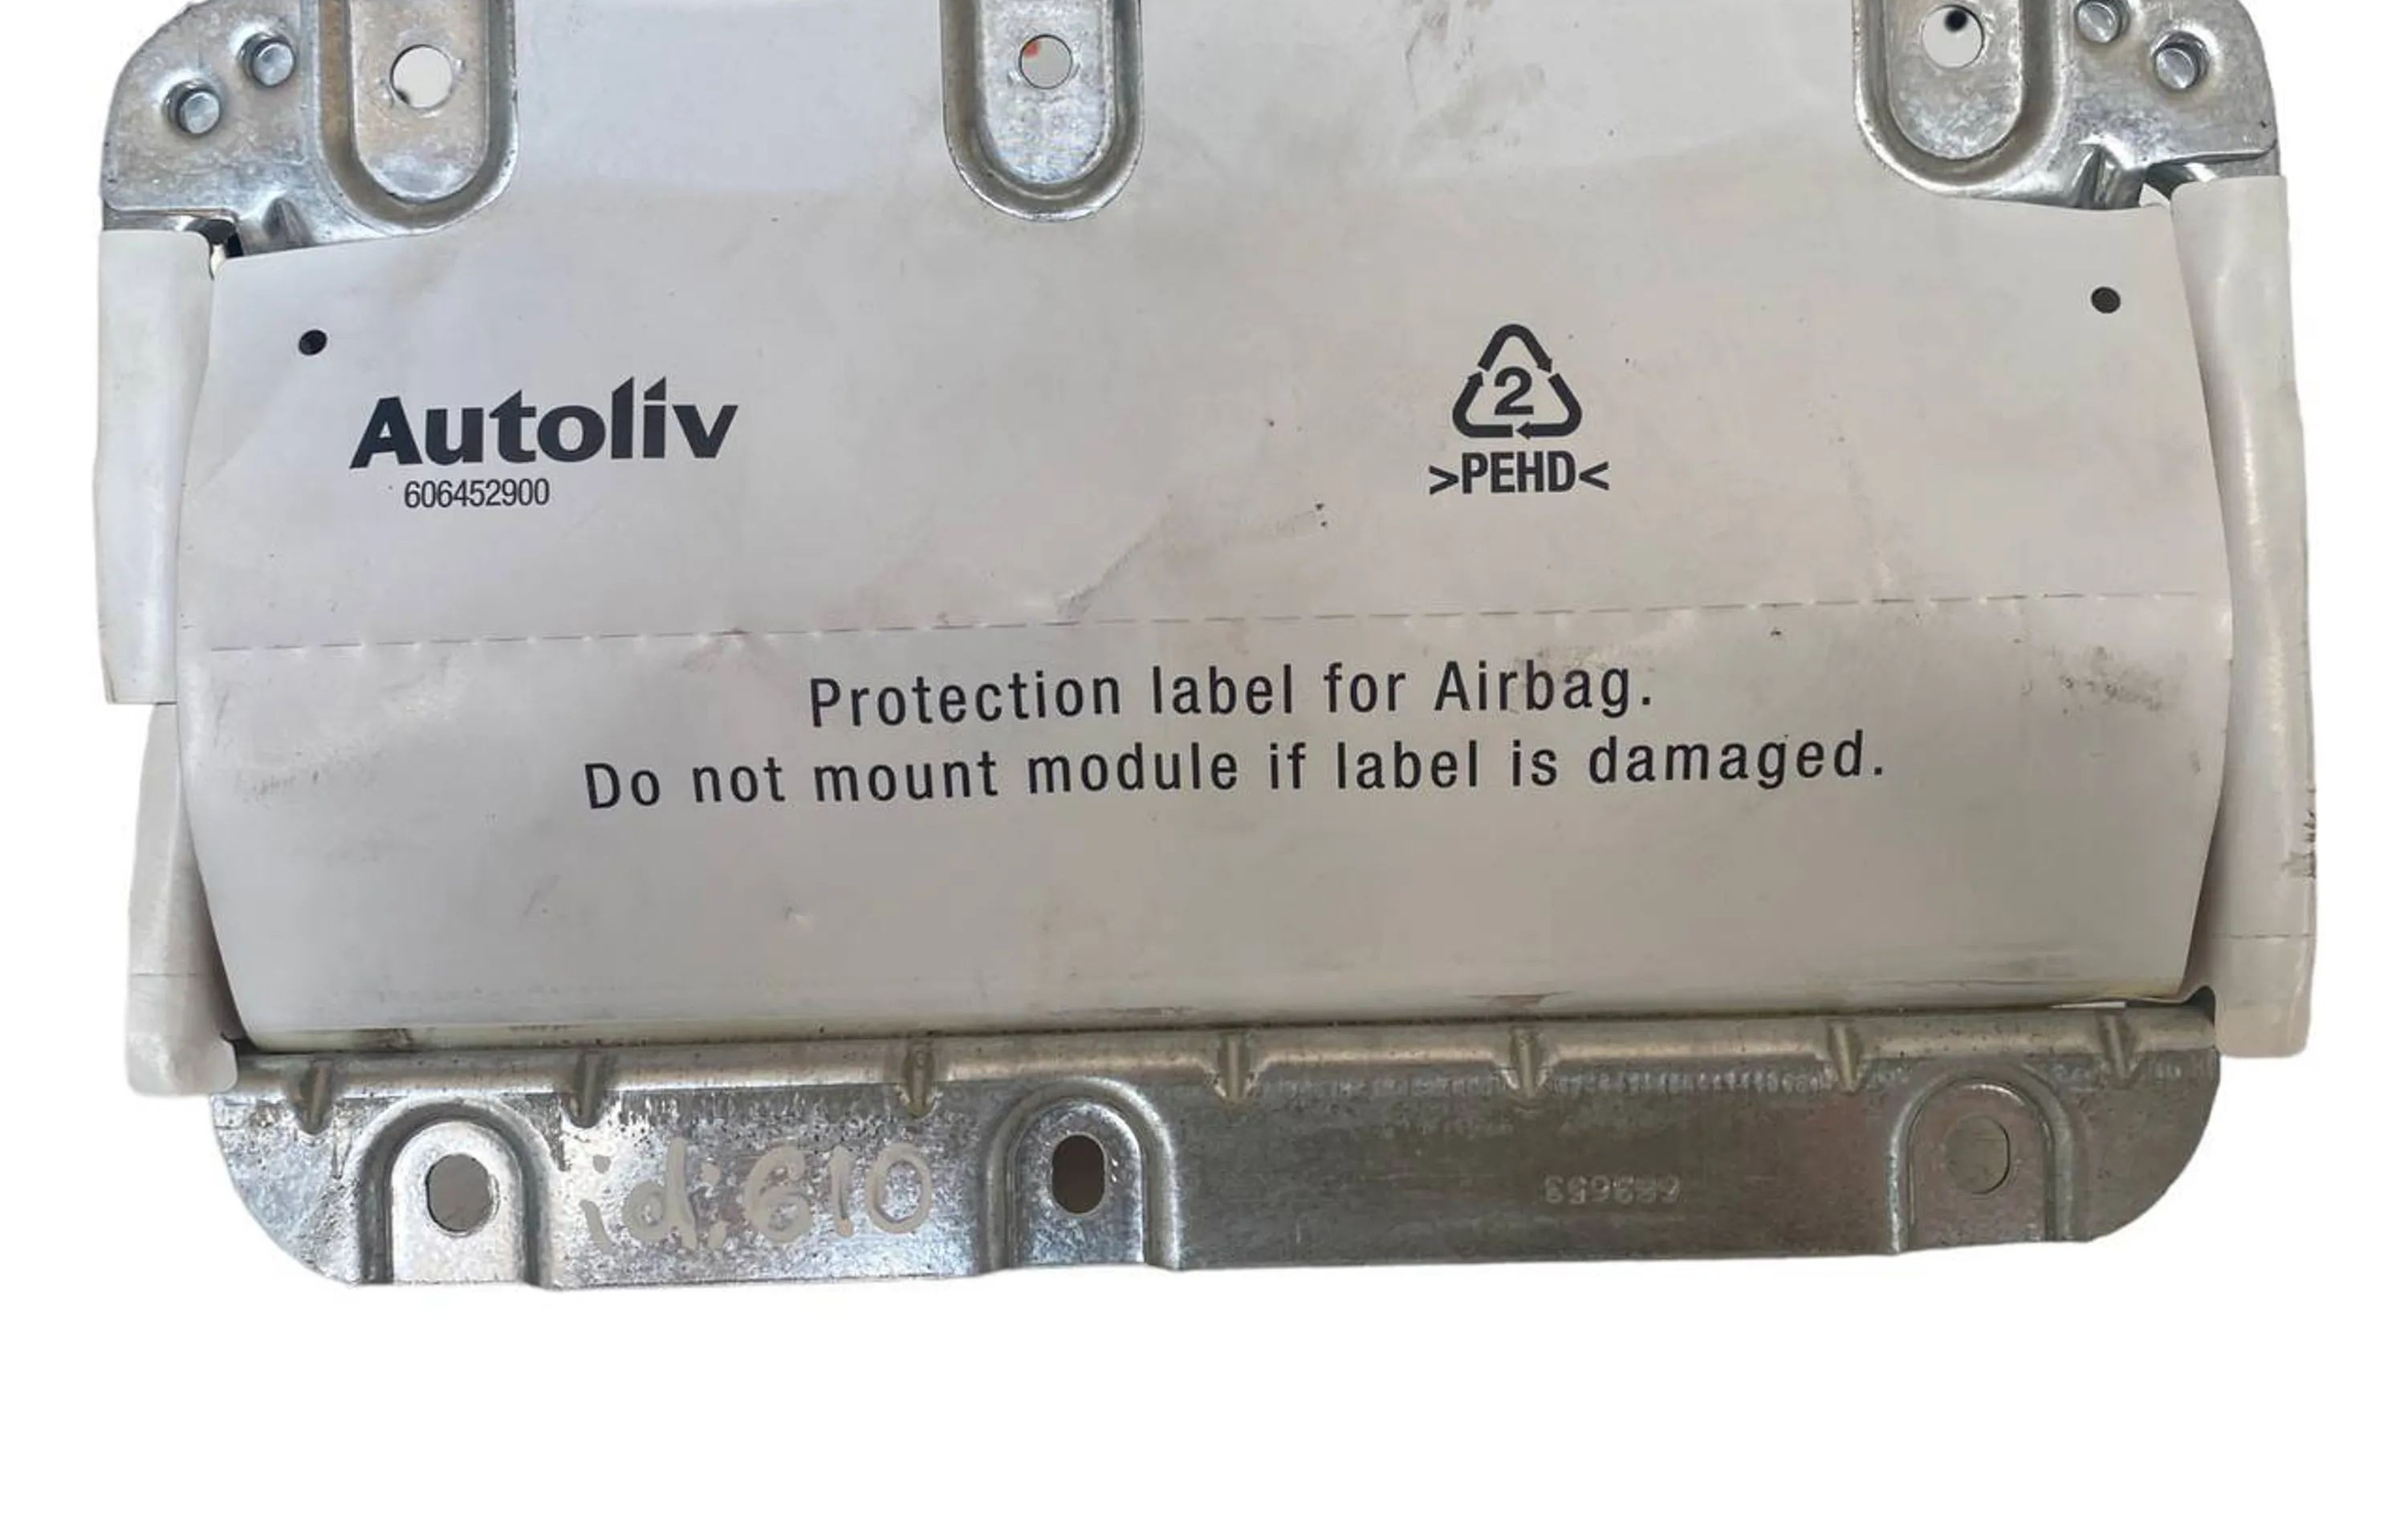 Autoliv
606452900
2
>PEHD<
Protection label for Airbag.
Do not mount module if label is damaged.
id:610